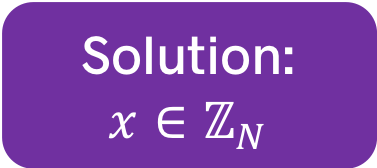 Solution:
x ∈ ℤ_N